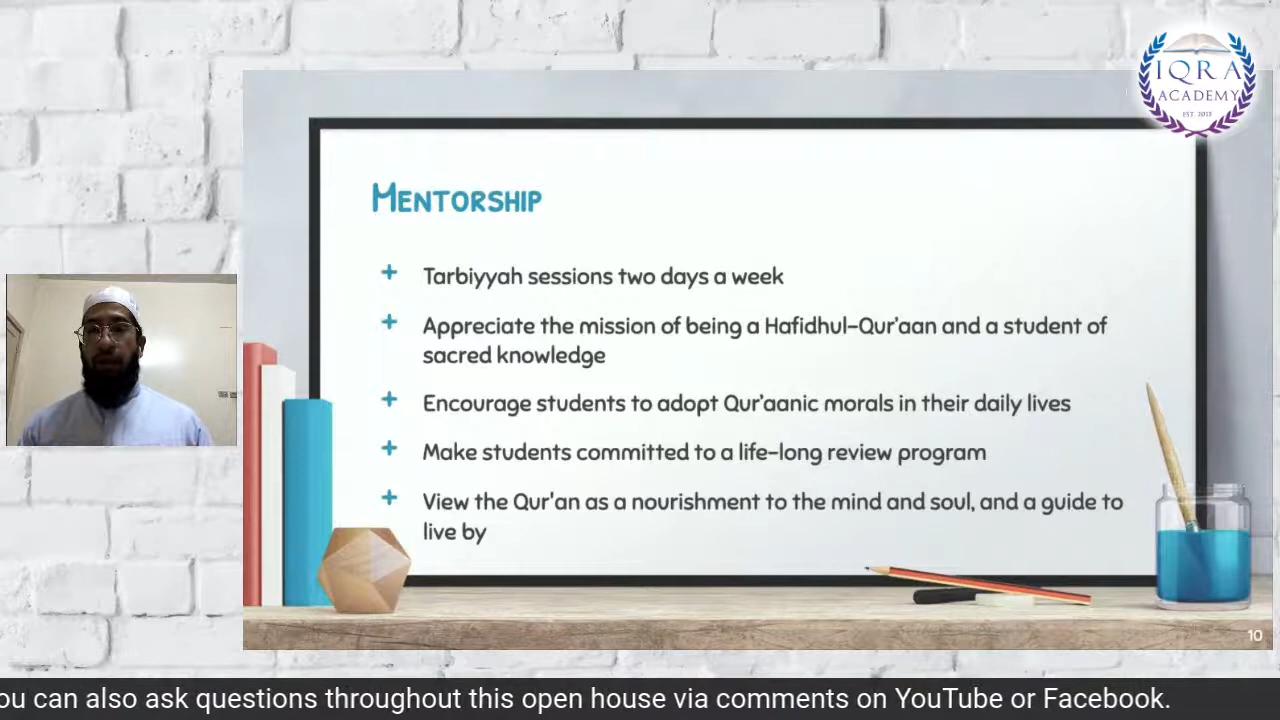 IQRA
ACADEMY
EST. 2013
MENTORSHIP
+ Tarbiyyah sessions two days a week
+ Appreciate the mission of being a Hafidhul-Qur'aan and a student of
sacred knowledge
+ Encourage students to adopt Qur'aanic morals in their daily lives
+ Make students committed to a life-long review program
+ View the Qur'an as a nourishment to the mind and soul, and a guide to
live by
10
ou can also ask questions throughout this open house via comments on YouTube or Facebook.